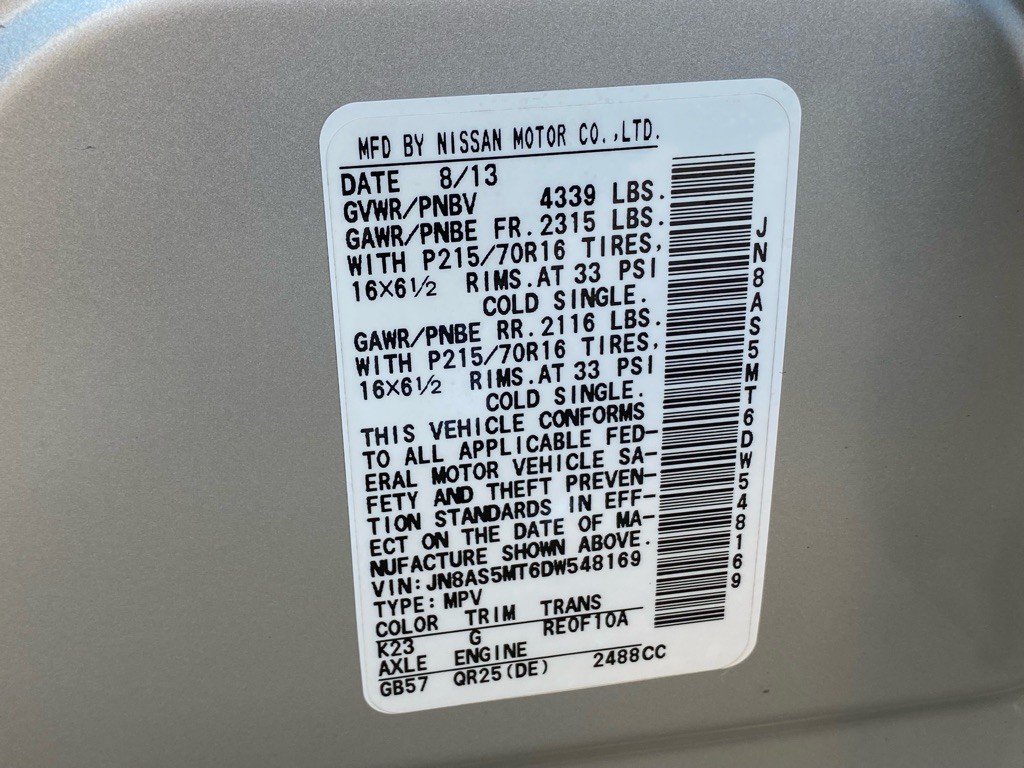 MFD BY NISSAN MOTOR CO.,LTD.
DATE 8/13
GVWR/PNBV 4339 LBS.
GAWR/PNBE FR.2315 LBS.
WITH P215/70R16 TIRES,
16×6½ RIMS.AT 33 PSI
COLD SINGLE.
GAWR/PNBE RR.2116 LBS.
WITH P215/70R16 TIRES,
16×6½ RIMS.AT 33 PSI
COLD SINGLE.
THIS VEHICLE CONFORMS
TO ALL APPLICABLE FED-
ERAL MOTOR VEHICLE SA-
FETY AND THEFT PREVEN-
TION STANDARDS IN EFF-
ECT ON THE DATE OF MA-
NUFACTURE SHOWN ABOVE.
VIN:JN8AS5MT6DW548169
TYPE:MPV
COLOR TRIM TRANS
K23 G RE0F10A
AXLE ENGINE
GB57 QR25(DE) 2488CC
JN8AS5MT6DW548169